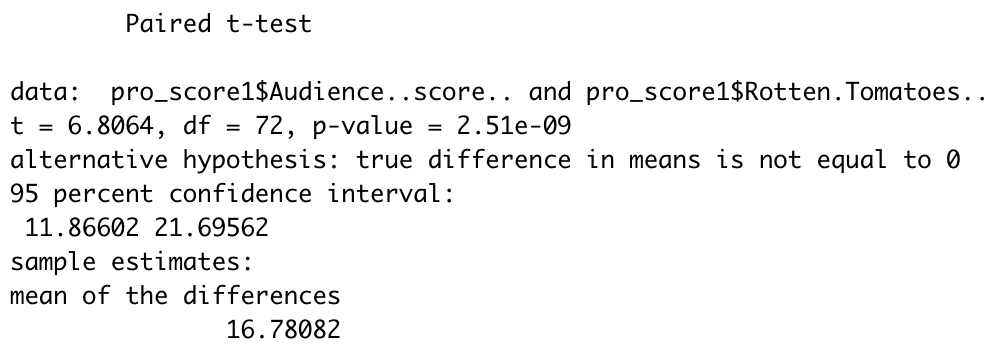 Paired t-test
data:  pro_score1$Audience..score.. and pro_score1$Rotten.Tomatoes..
t = 6.8064, df = 72, p-value = 2.51e-09
alternative hypothesis: true difference in means is not equal to 0
95 percent confidence interval:
 11.86602 21.69562
sample estimates:
mean of the differences
16.78082